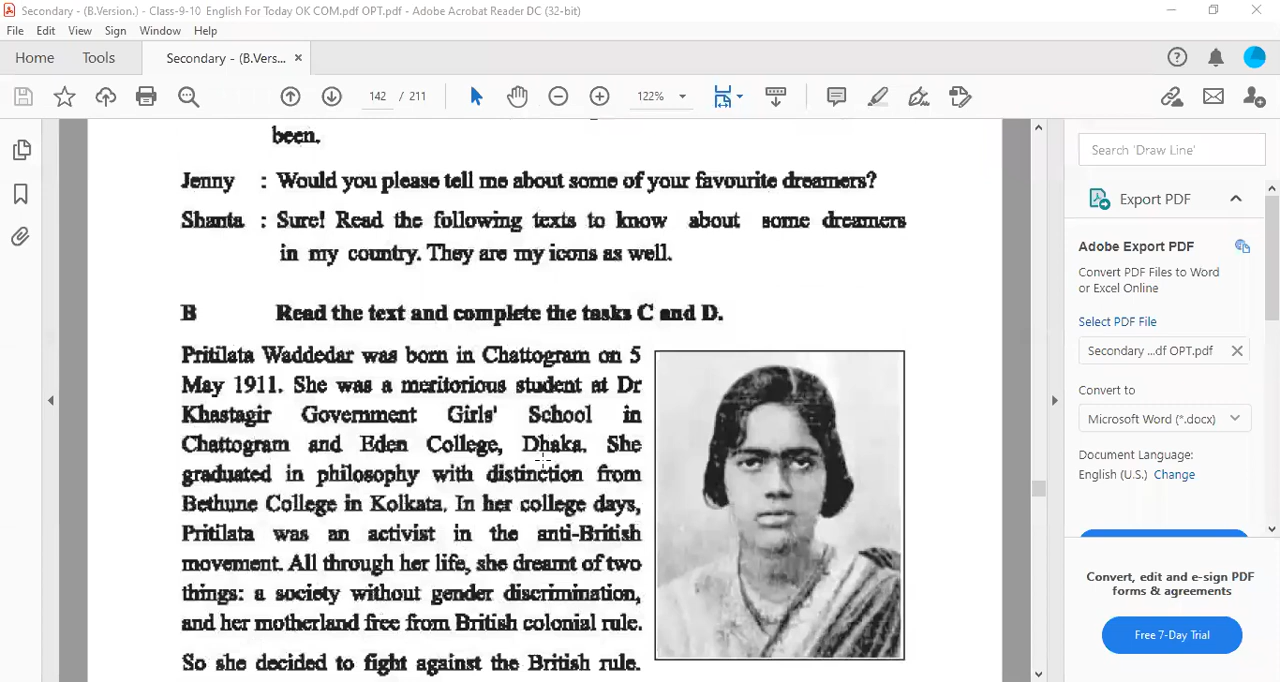 Secondary - (B.Version.) - Class-9-10 English For Today OK COM.pdf OPT.pdf - Adobe Acrobat Reader DC (32-bit)
File Edit View Sign Window Help
Home Tools Secondary - (B.Vers... ×
142 / 211 122%
been.
Jenny : Would you please tell me about some of your favourite dreamers?
Shanta : Sure! Read the following texts to know about some dreamers
in my country. They are my icons as well.
B Read the text and complete the tasks C and D.
Pritilata Waddedar was born in Chattogram on 5
May 1911. She was a meritorious student at Dr
Khastagir Government Girls' School in
Chattogram and Eden College, Dhaka. She
graduated in philosophy with distinction from
Bethune College in Kolkata. In her college days,
Pritilata was an activist in the anti-British
movement. All through her life, she dreamt of two
things: a society without gender discrimination,
and her motherland free from British colonial rule.
So she decided to fight against the British rule.
Search 'Draw Line'
Export PDF
Adobe Export PDF
Convert PDF Files to Word
or Excel Online
Select PDF File
Secondary ...df OPT.pdf
Convert to
Microsoft Word (*.docx)
Document Language:
English (U.S.) Change
Convert, edit and e-sign PDF
forms & agreements
Free 7-Day Trial